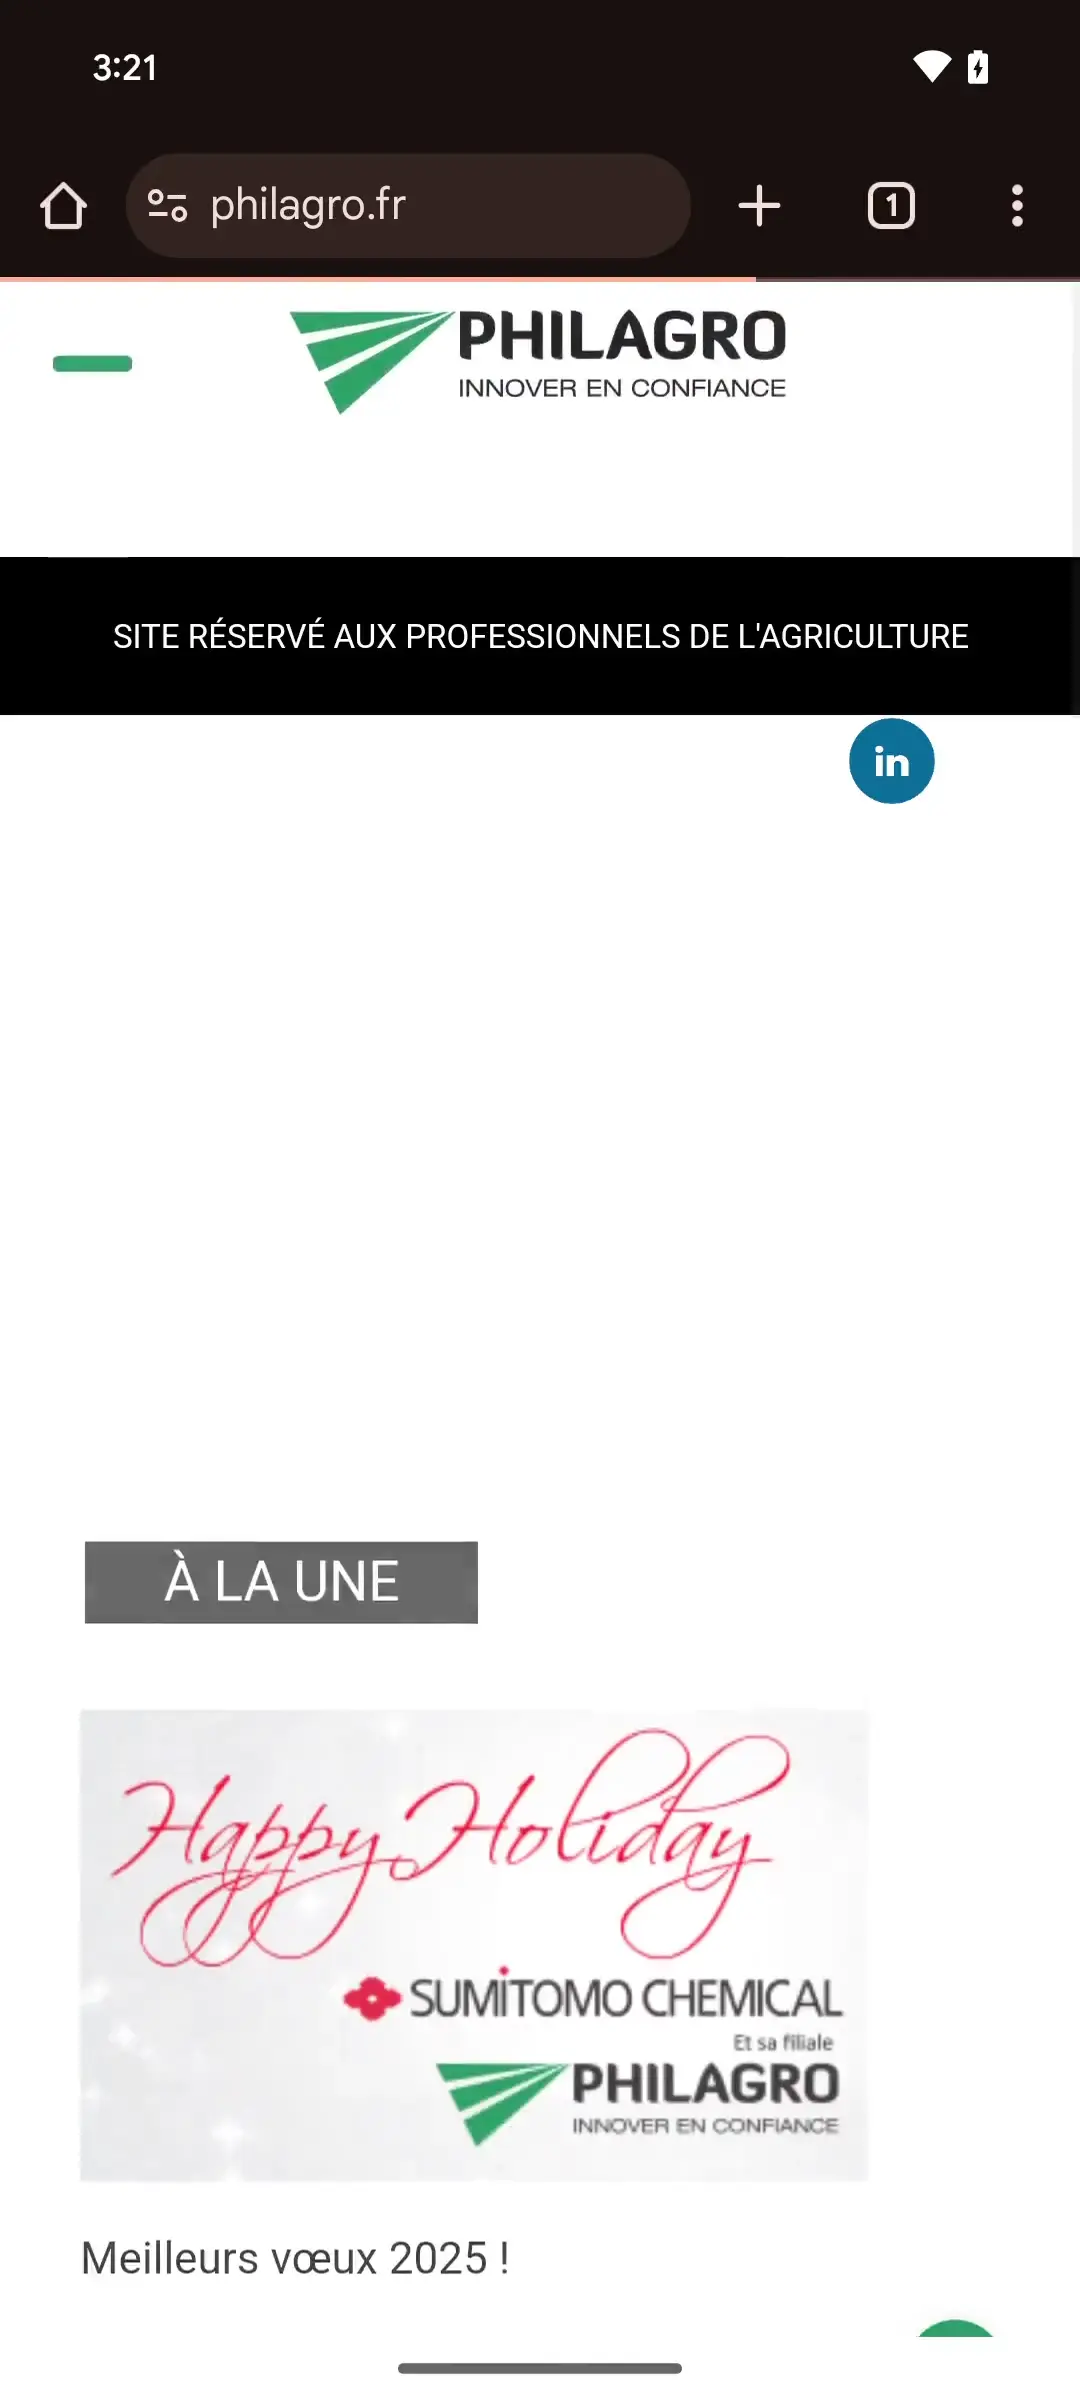 3:21
philagro.fr
1
PHILAGRO
INNOVER EN CONFIANCE
SITE RÉSERVÉ AUX PROFESSIONNELS DE L'AGRICULTURE
in
À LA UNE
Happy Holiday
SUMITOMO CHEMICAL
Et sa filiale
PHILAGRO
INNOVER EN CONFIANCE
Meilleurs vœux 2025 !